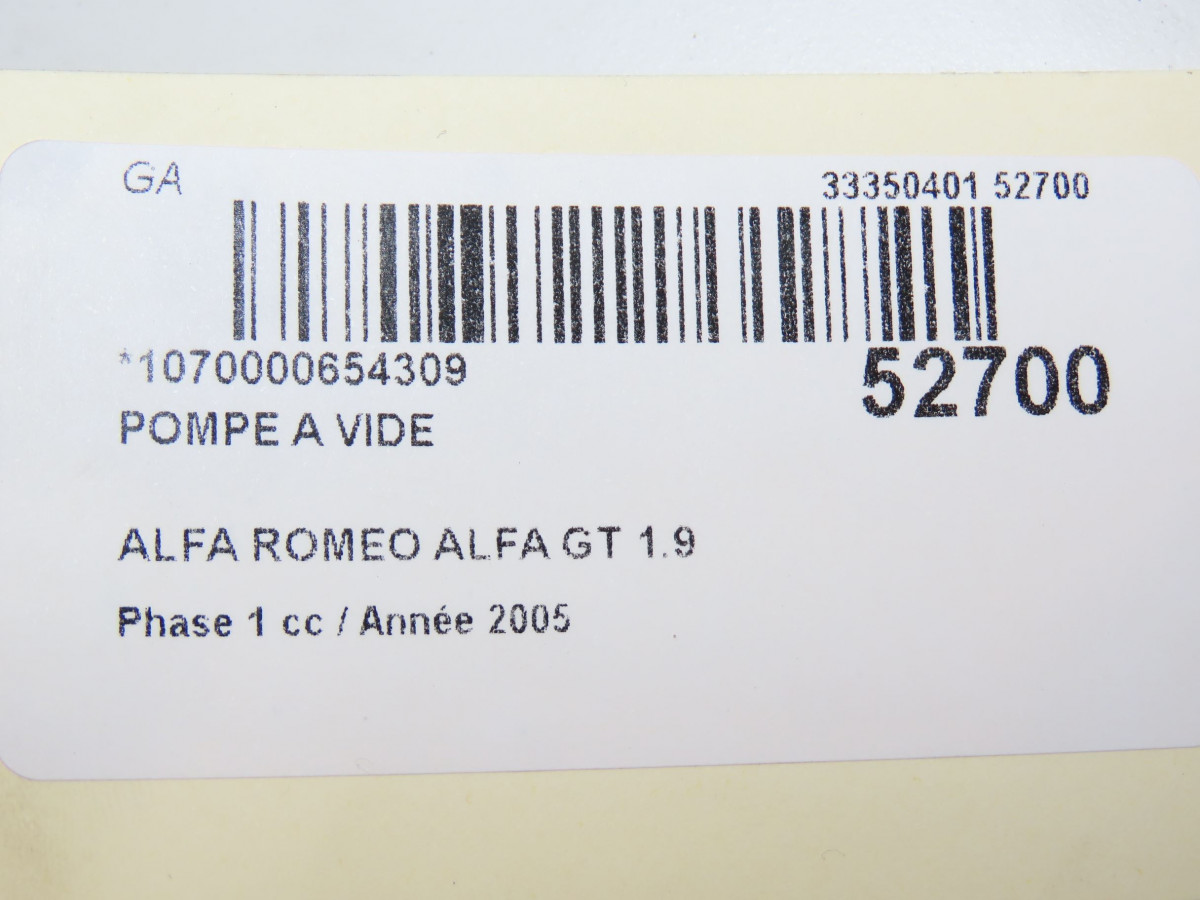 GA
33350401 52700
*1070000654309
52700
POMPE A VIDE
ALFA ROMEO ALFA GT 1.9
Phase 1 cc / Année 2005